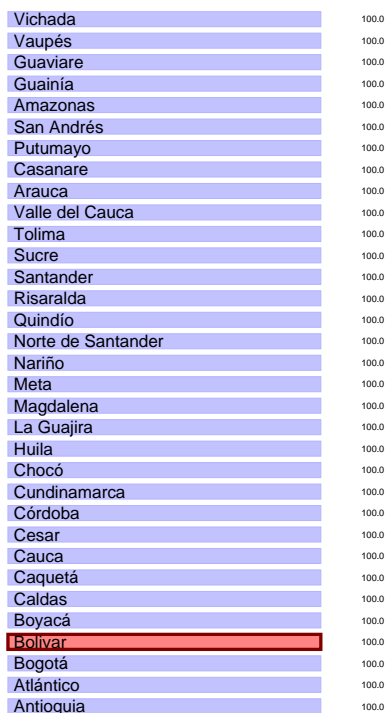 Vichada 100.0
Vaupés 100.0
Guaviare 100.0
Guainía 100.0
Amazonas 100.0
San Andrés 100.0
Putumayo 100.0
Casanare 100.0
Arauca 100.0
Valle del Cauca 100.0
Tolima 100.0
Sucre 100.0
Santander 100.0
Risaralda 100.0
Quindío 100.0
Norte de Santander 100.0
Nariño 100.0
Meta 100.0
Magdalena 100.0
La Guajira 100.0
Huila 100.0
Chocó 100.0
Cundinamarca 100.0
Córdoba 100.0
Cesar 100.0
Cauca 100.0
Caquetá 100.0
Caldas 100.0
Boyacá 100.0
Bolivar 100.0
Bogotá 100.0
Atlántico 100.0
Antioquia 100.0